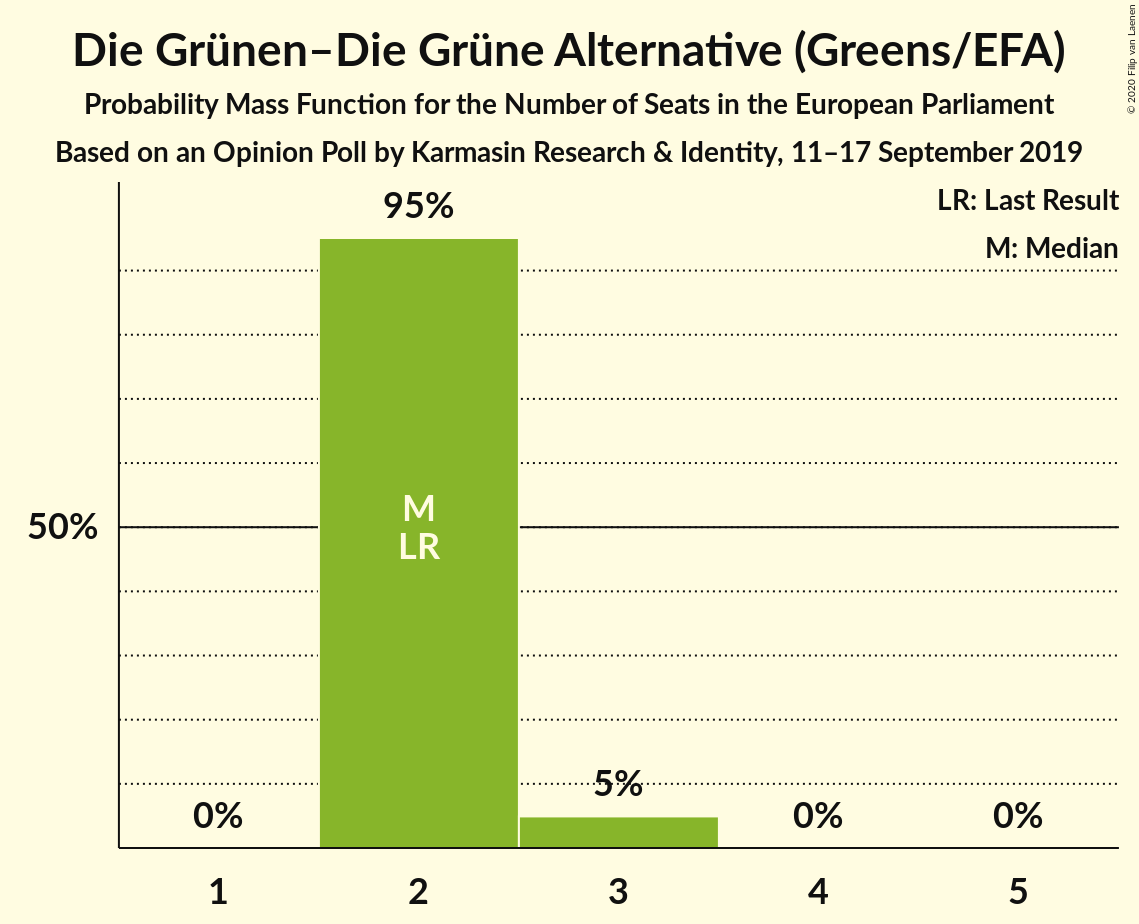 Die Grünen–Die Grüne Alternative (Greens/EFA)
Probability Mass Function for the Number of Seats in the European Parliament
Based on an Opinion Poll by Karmasin Research & Identity, 11–17 September 2019
© 2020 Filip van Laenen
LR: Last Result
M: Median
95%
50%
M
LR
0%
5%
0%
0%
1
2
3
4
5